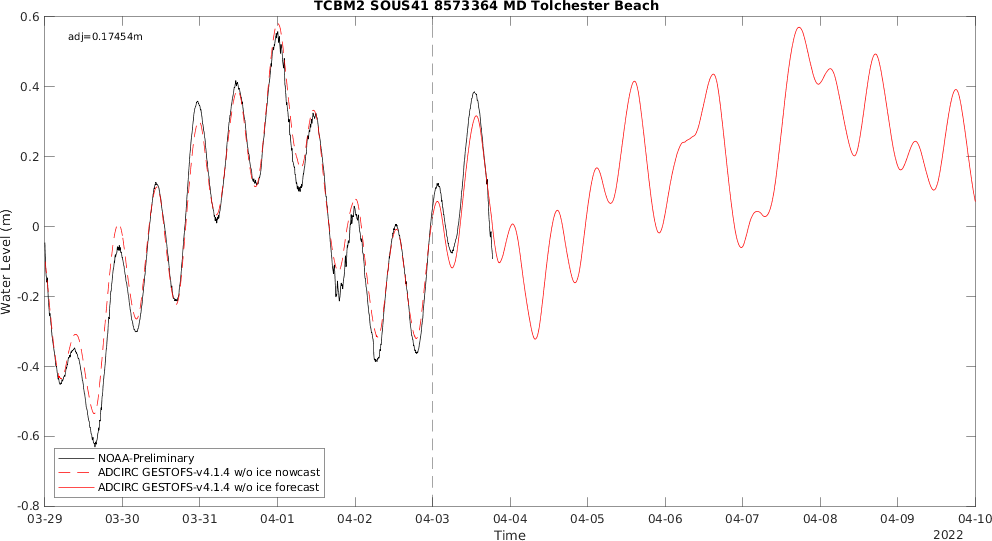 TCBM2 SOUS41 8573364 MD Tolchester Beach
adj=0.17454m
0.6
0.4
0.2
0
-0.2
-0.4
-0.6
-0.8
Water Level (m)
NOAA-Preliminary
ADCIRC GESTOFS-v4.1.4 w/o ice nowcast
ADCIRC GESTOFS-v4.1.4 w/o ice forecast
03-29 03-30 03-31 04-01 04-02 04-03 04-04 04-05 04-06 04-07 04-08 04-09 04-10
Time
2022